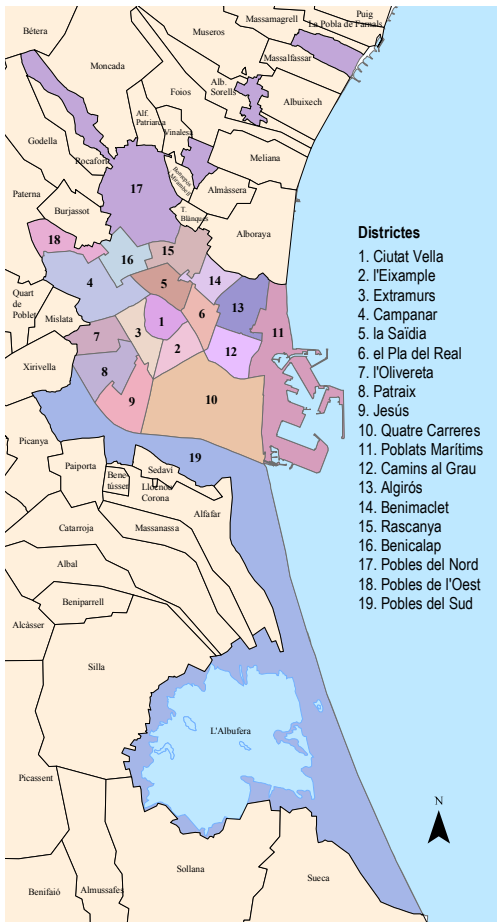 Puig
Massamagrell
La Pobla de Farnals
Bétera
Museros
Massalfassar
Moncada
Foios
Alb.
Sorells
Albuixech
Alf.
Patriarca
Vinalesa
Godella
Rocafort
Meliana
Bonrepòs
Mirambell
Paterna
17
Almàssera
Burjassot
T.
Blanques
Alboraya
18
16
15
14
4
5
13
Quart
de
Poblet
Mislata
1
6
11
7
3
2
12
Xirivella
8
9
10
Picanya
19
Paiporta
Sedaví
Bene
tússer
Llocnou
Corona
Alfafar
Catarroja
Massanassa
Albal
Beniparrell
Alcàsser
Silla
L'Albufera
Picassent
Sollana
Sueca
Benifaió
Almussafes
Districtes
1. Ciutat Vella
2. l'Eixample
3. Extramurs
4. Campanar
5. la Saïdia
6. el Pla del Real
7. l'Olivereta
8. Patraix
9. Jesús
10. Quatre Carreres
11. Poblats Marítims
12. Camins al Grau
13. Algirós
14. Benimaclet
15. Rascanya
16. Benicalap
17. Pobles del Nord
18. Pobles de l'Oest
19. Pobles del Sud
N